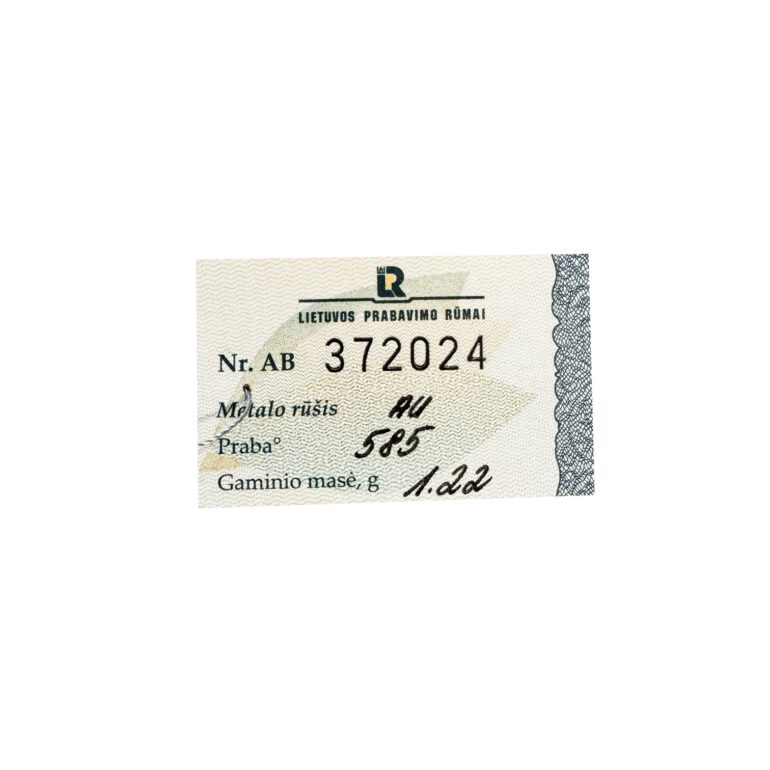 LR
LIETUVOS PRABAVIMO RŪMAI
Nr. AB 372024
Metalo rūšis AU
Praba° 585
Gaminio masė, g 1.22